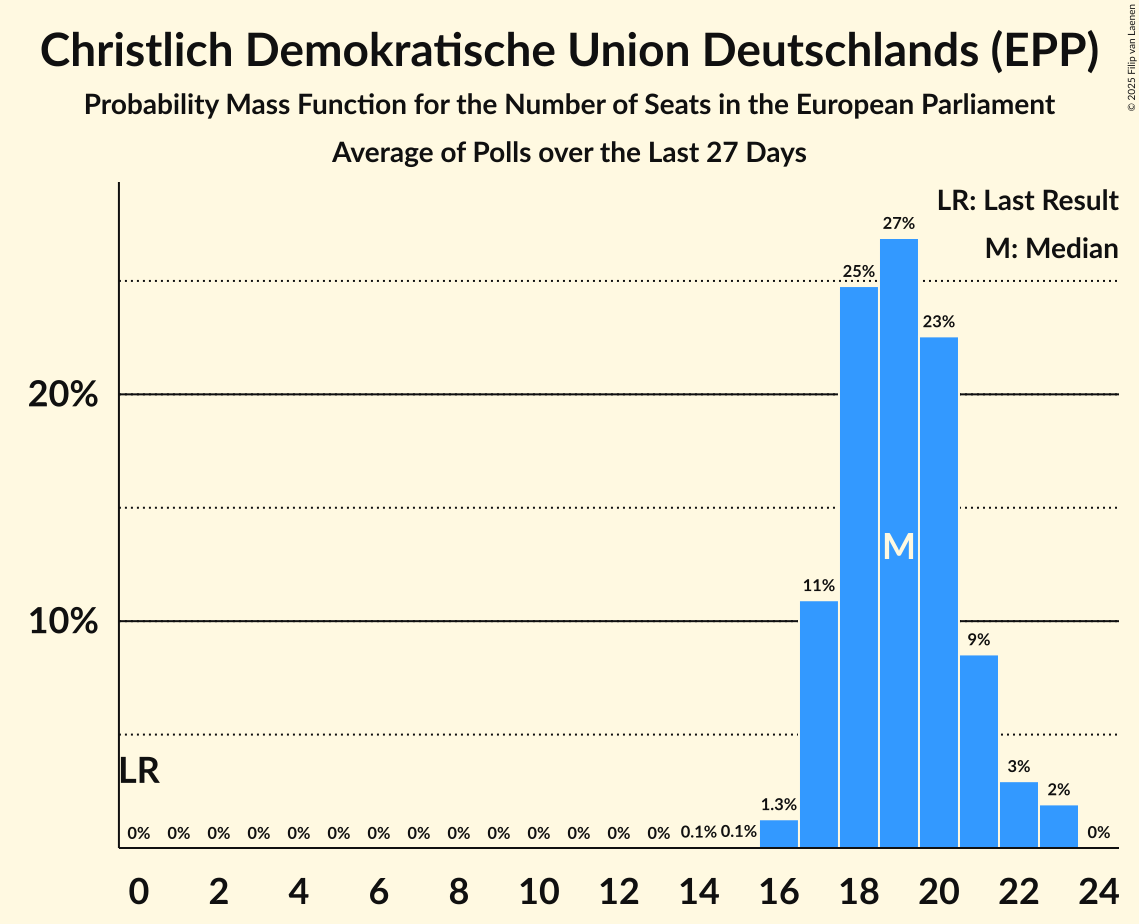 Christlich Demokratische Union Deutschlands (EPP)
Probability Mass Function for the Number of Seats in the European Parliament
Average of Polls over the Last 27 Days
© 2025 Filip van Laenen
LR: Last Result
M: Median
27%
25%
23%
20%
M
11%
10%
9%
LR
3%
2%
1.3%
0% 0% 0% 0% 0% 0% 0% 0% 0% 0% 0% 0% 0% 0% 0.1% 0.1% 0%
0 2 4 6 8 10 12 14 16 18 20 22 24